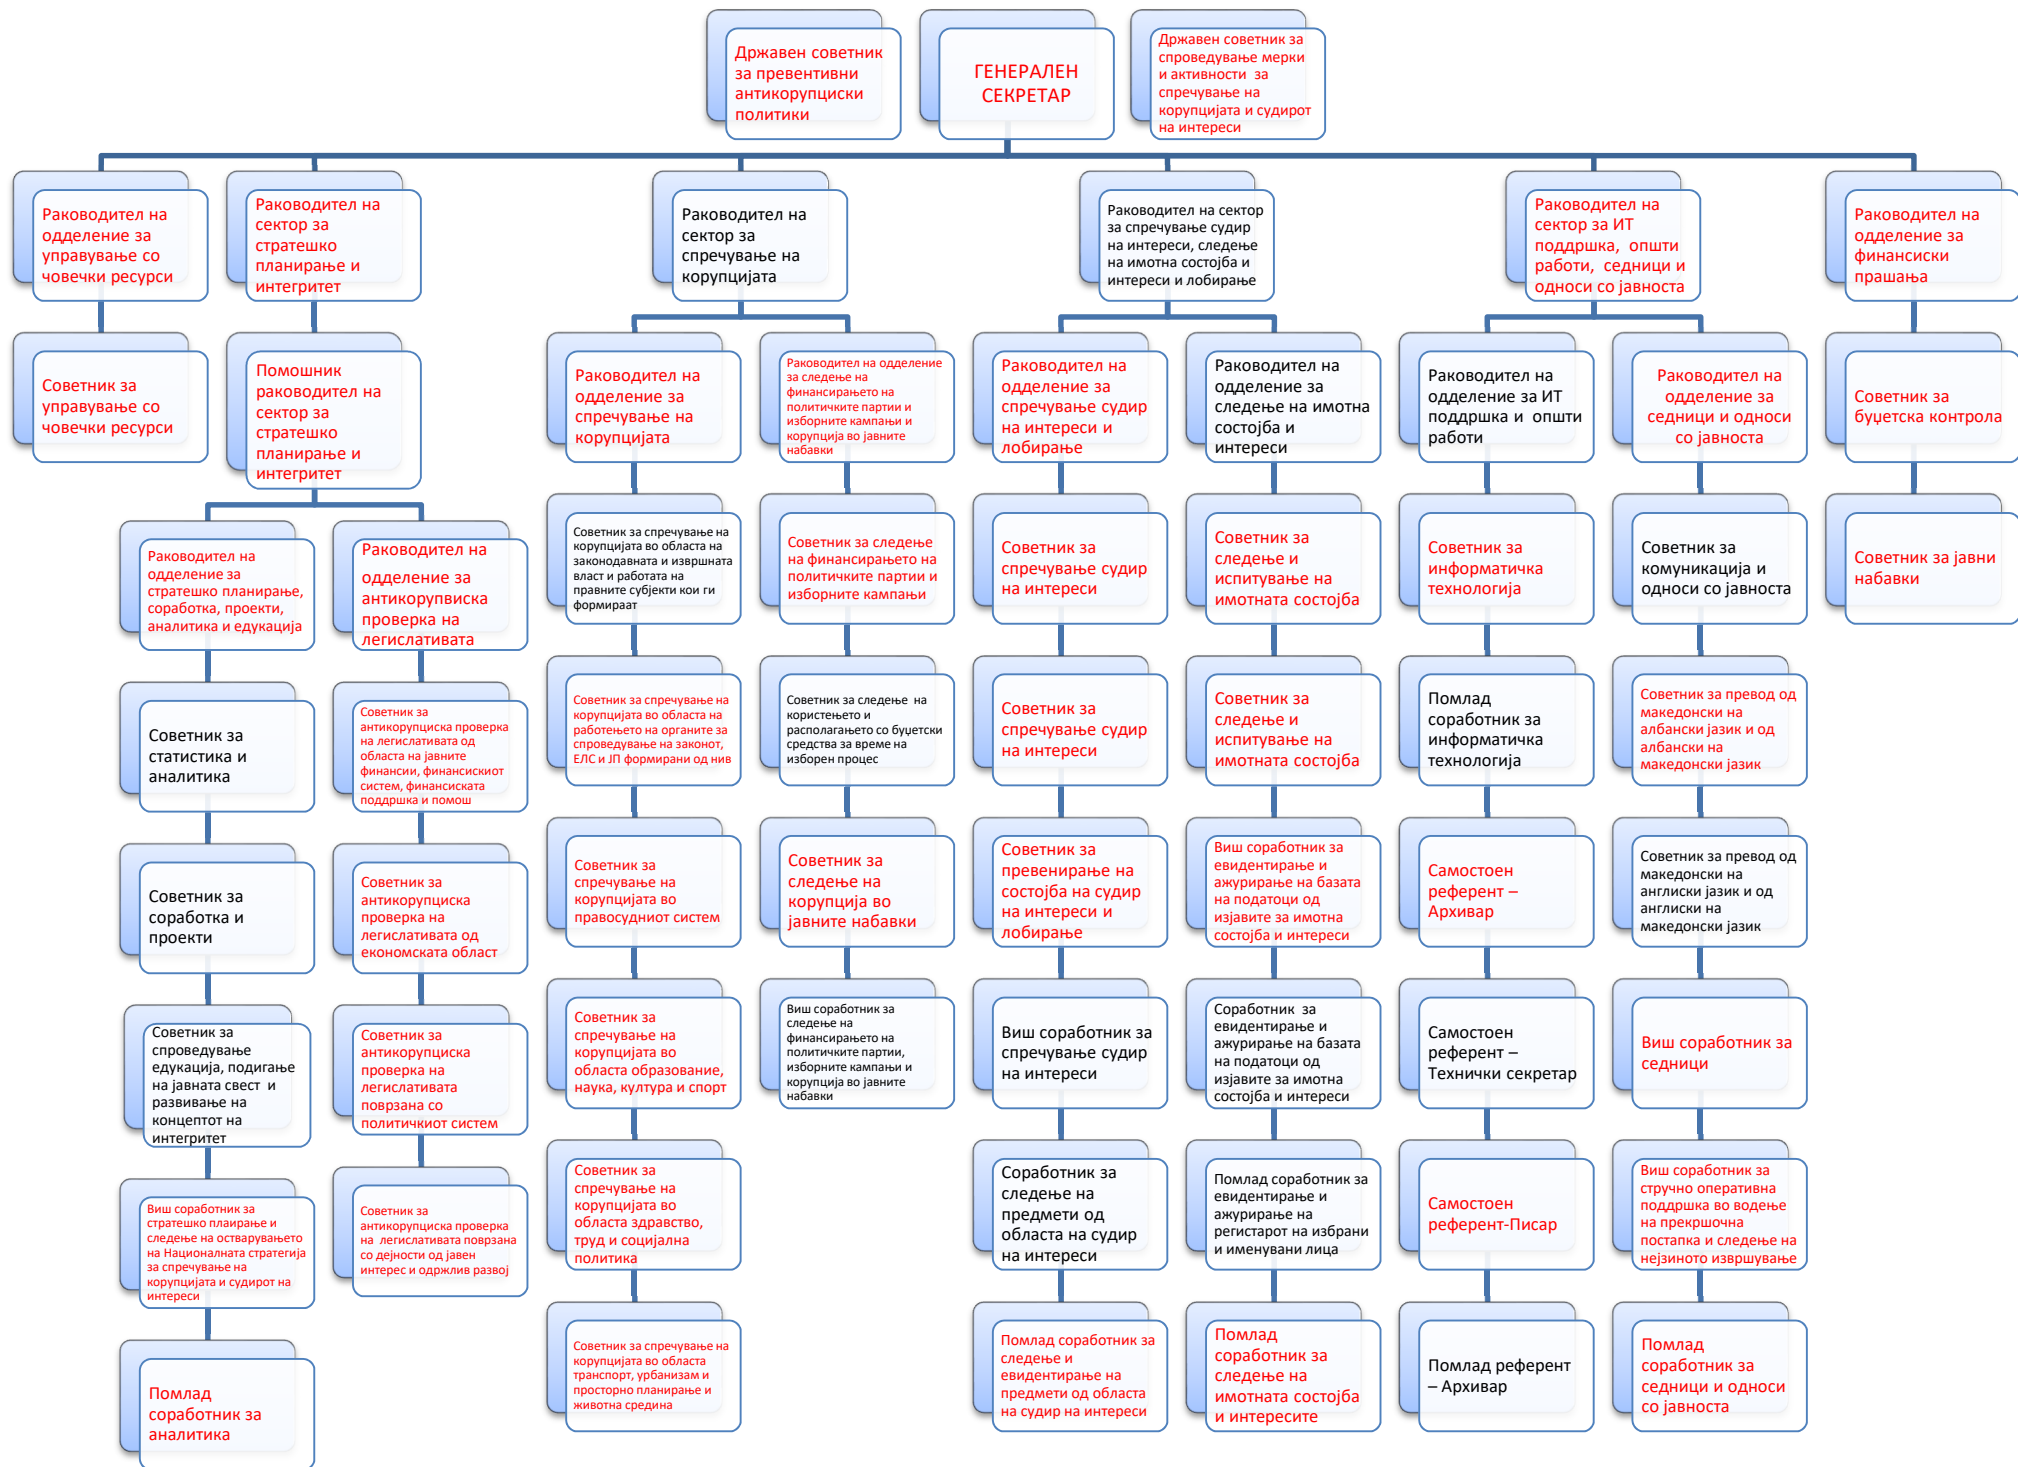 Државен советник
за превентивни
антикорупциски
политики
ГЕНЕРАЛЕН
СЕКРЕТАР
Државен советник за
спроведување мерки
и активности за
спречување на
корупцијата и судирот
на интереси
Раководител на
одделение за
управување со
човечки ресурси
Раководител на
сектор за
стратешко
планирање и
интегритет
Раководител на
сектор за
спречување на
корупцијата
Раководител на сектор
за спречување судир
на интереси, следење
на имотна состојба и
интереси и лобирање
Раководител на
сектор за ИТ
поддршка, општи
работи, седници и
односи со јавноста
Раководител на
одделение за
финансиски
прашања
Советник за
управување со
човечки ресурси
Помошник
раководител на
сектор за
стратешко
планирање и
интегритет
Раководител на
одделение за
спречување на
корупцијата
Раководител на одделение
за следење на
финансирањето на
политичките партии и
изборните кампањи и
корупција во јавните
набавки
Раководител на
одделение за
спречување судир
на интереси и
лобирање
Раководител на
одделение за
следење на имотна
состојба и
интереси
Раководител на
одделение за ИТ
поддршка и општи
работи
Раководител на
одделение за
седници и односи
со јавноста
Советник за
буџетска контрола
Раководител на
одделение за
стратешко планирање,
соработка, проекти,
аналитика и едукација
Раководител на
одделение за
антикорупвиска
проверка на
легислативата
Советник за спречување на
корупцијата во областа на
законодавната и извршната
власт и работата на
правните субјекти кои ги
формираат
Советник за следење
на финансирањето на
политичките партии и
изборните кампањи
Советник за
спречување судир
на интереси
Советник за
следење и
испитување на
имотната состојба
Советник за
информатичка
технологија
Советник за
комуникација и
односи со јавноста
Советник за јавни
набавки
Советник за
статистика и
аналитика
Советник за
антикорупциска проверка
на легислативата од
областа на јавните
финансии, финансискиот
систем, финансиската
поддршка и помош
Советник за спречување на
корупцијата во областа на
работењето на органите за
спроведување на законот,
ЕЛС и ЈП формирани од нив
Советник за следење на
користењето и
располагањето со буџетски
средства за време на
изборен процес
Советник за
спречување судир
на интереси
Советник за
следење и
испитување на
имотната состојба
Помлад
соработник за
информатичка
технологија
Советник за превод од
македонски на
албански јазик и од
албански на
македонски јазик
Советник за
соработка и
проекти
Советник за
антикорупциска
проверка на
легислативата од
економската област
Советник за
спречување на
корупцијата во
правосудниот систем
Советник за
следење на
корупција во
јавните набавки
Советник за
превенирање на
состојба на судир
на интереси и
лобирање
Виш соработник за
евидентирање и
ажурирање на базата
на податоци од
изјавите за имотна
состојба и интереси
Самостоен
референт –
Архивар
Советник за превод од
македонски на
англиски јазик и од
англиски на
македонски јазик
Советник за
спроведување
едукација, подигање
на јавната свест и
развивање на
концептот на
интегритет
Советник за
антикорупциска
проверка на
легислативата
поврзана со
политичкиот систем
Советник за
спречување на
корупцијата во
областа образование,
наука, култура и спорт
Виш соработник за
следење на
финансирањето на
политичките партии,
изборните кампањи и
корупција во јавните
набавки
Виш соработник за
спречување судир
на интереси
Соработник за
евидентирање и
ажурирање на базата
на податоци од
изјавите за имотна
состојба и интереси
Самостоен
референт –
Технички секретар
Виш соработник за
седници
Виш соработник за
стратешко плаирање и
следење на остварувањето
на Националната стратегија
за спречување на
корупцијата и судирот на
интереси
Советник за
антикорупциска проверка
на легислативата поврзана
со дејности од јавен
интерес и одржлив развој
Советник за
спречување на
корупцијата во
областа здравство,
труд и социјална
политика
Соработник за
следење на
предмети од
областа на судир
на интереси
Помлад соработник за
евидентирање и
ажурирање на
регистарот на избрани
и именувани лица
Самостоен
референт-Писар
Виш соработник за
стручно оперативна
поддршка во водење
на прекршочна
постапка и следење на
нејзиното извршување
Помлад
соработник за
аналитика
Советник за спречување на
корупцијата во областа
транспорт, урбанизам и
просторно планирање и
животна средина
Помлад соработник за
следење и
евидентирање на
предмети од областа
на судир на интереси
Помлад
соработник за
следење на
имотната состојба
и интересите
Помлад референт
– Архивар
Помлад
соработник за
седници и односи
со јавноста